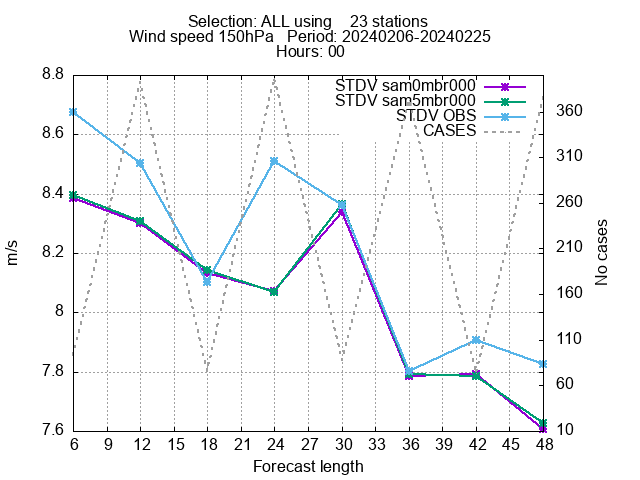 Selection: ALL using    23 stations
Wind speed 150hPa   Period: 20240206-20240225
Hours: 00
STDV sam0mbr000
STDV sam5mbr000
STDV OBS
CASES
8.8
8.6
8.4
8.2
8
7.8
7.6
m/s
360
310
260
210
160
110
60
10
No cases
6 9 12 15 18 21 24 27 30 33 36 39 42 45 48
Forecast length